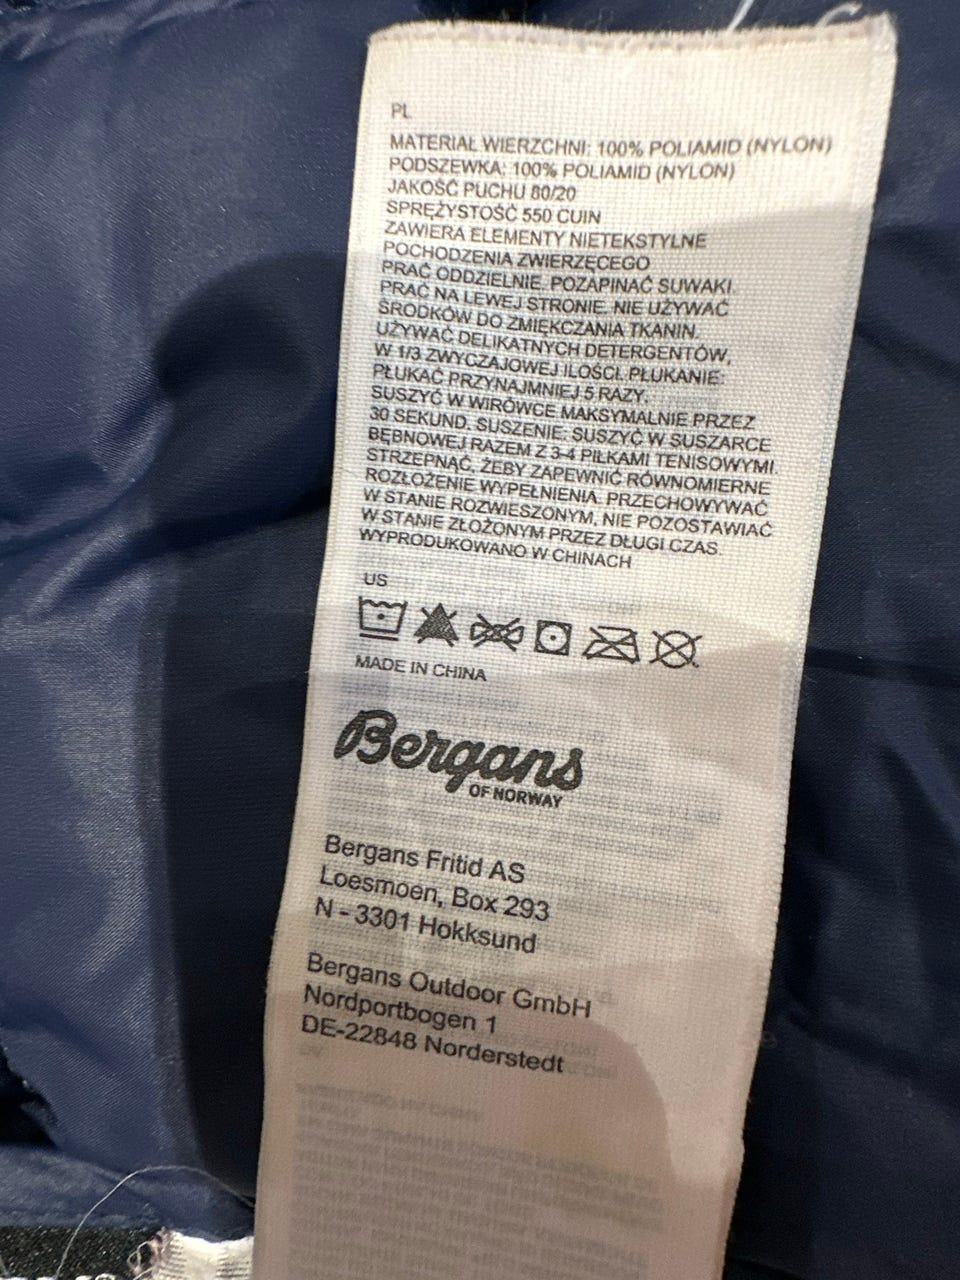 PL
MATERIAŁ WIERZCHNI: 100% POLIAMID (NYLON)
PODSZEWKA: 100% POLIAMID (NYLON)
JAKOŚĆ PUCHU 80/20
SPRĘŻYSTOŚĆ 550 CUIN
ZAWIERA ELEMENTY NIETEKSTYLNE
POCHODZENIA ZWIERZĘCEGO
PRAĆ ODDZIELNIE. POZAPINAĆ SUWAKI.
PRAĆ NA LEWEJ STRONIE. NIE UŻYWAĆ
ŚRODKÓW DO ZMIĘKCZANIA TKANIN.
UŻYWAĆ DELIKATNYCH DETERGENTÓW,
W 1/3 ZWYCZAJOWEJ ILOŚCI. PŁUKANIE:
PŁUKAĆ PRZYNAJMNIEJ 5 RAZY.
SUSZYĆ W WIRÓWCE MAKSYMALNIE PRZEZ
30 SEKUND. SUSZENIE. SUSZYĆ W SUSZARCE
BĘBNOWEJ RAZEM Z 3-4 PIŁKAMI TENISOWYMI.
STRZEPNĄĆ, ŻEBY ZAPEWNIĆ RÓWNOMIERNE
ROZŁOŻENIE WYPEŁNIENIA. PRZECHOWYWAĆ
W STANIE ROZWIESZONYM, NIE POZOSTAWIAĆ
W STANIE ZŁOŻONYM PRZEZ DŁUGI CZAS.
WYPRODUKOWANO W CHINACH
US
MADE IN CHINA
Bergans
OF NORWAY
Bergans Fritid AS
Loesmoen, Box 293
N - 3301 Hokksund
Bergans Outdoor GmbH
Nordportbogen 1
DE-22848 Norderstedt